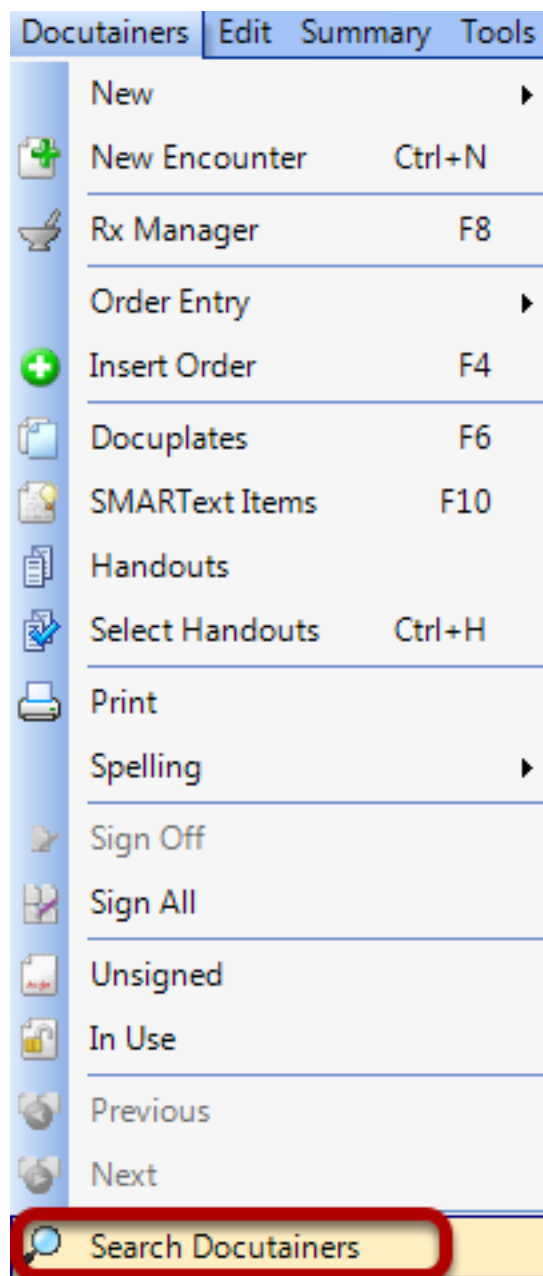 Docutainers Edit Summary Tools
New
New Encounter Ctrl+N
Rx Manager F8
Order Entry
Insert Order F4
Docuplates F6
SMARText Items F10
Handouts
Select Handouts Ctrl+H
Print
Spelling
Sign Off
Sign All
Unsigned
In Use
Previous
Next
Search Docutainers